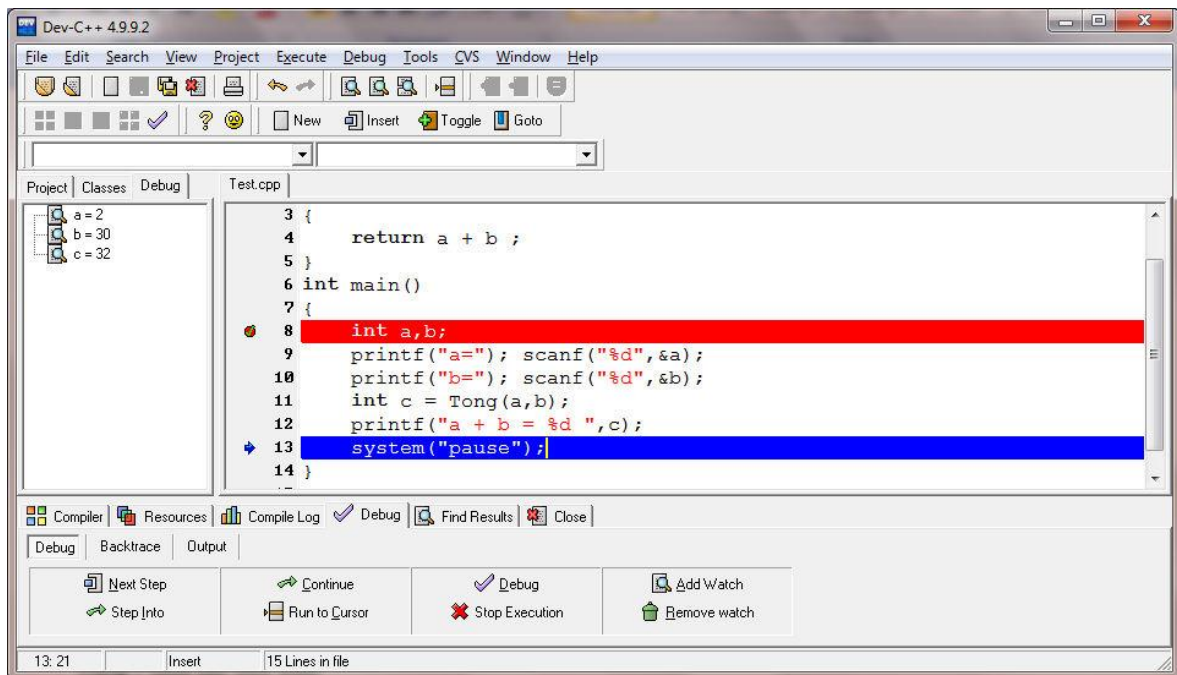 Dev-C++ 4.9.9.2
File Edit Search View Project Execute Debug Tools CVS Window Help
New Insert Toggle Goto
Project Classes Debug
Test.cpp
a = 2
b = 30
c = 32
3 {
4 return a + b ;
5 }
6 int main()
7 {
8 int a,b;
9 printf("a="); scanf("%d",&a);
10 printf("b="); scanf("%d",&b);
11 int c = Tong(a,b);
12 printf("a + b = %d ",c);
13 system("pause");
14 }
Compiler Resources Compile Log Debug Find Results Close
Debug Backtrace Output
Next Step Continue Debug Add Watch
Step Into Run to Cursor Stop Execution Remove watch
13: 21 Insert 15 Lines in file